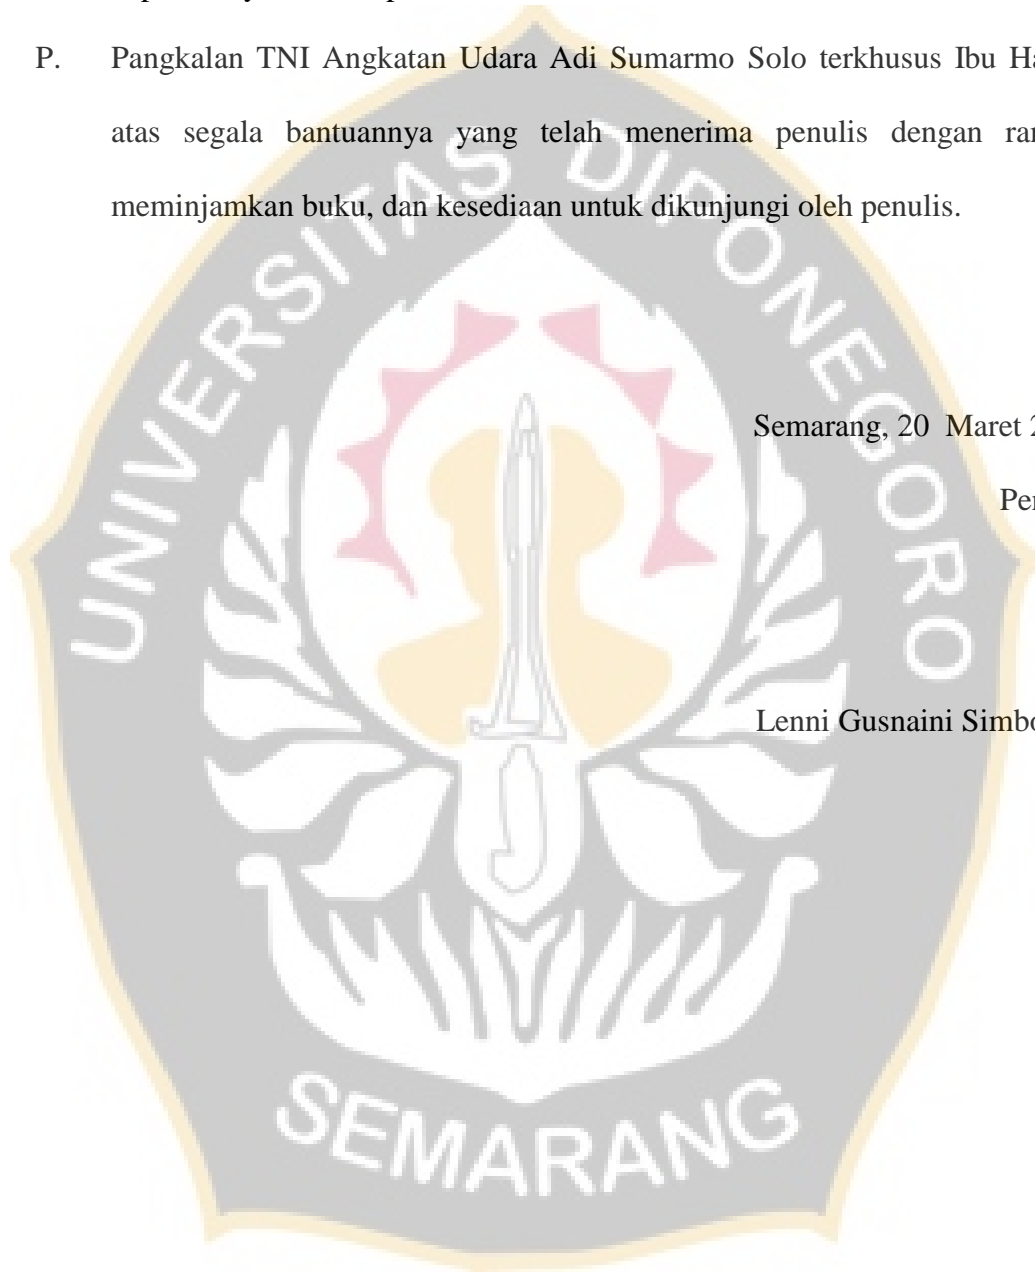 P. Pangkalan TNI Angkatan Udara Adi Sumarmo Solo terkhusus Ibu
atas segala bantuannya yang telah menerima penulis dengan
meminjamkan buku, dan kesediaan untuk dikunjungi oleh penulis.
UNIVERSITAS DIPONEGORO
Semarang, 20 Maret
Lenni Gusnaini
SEMARANG